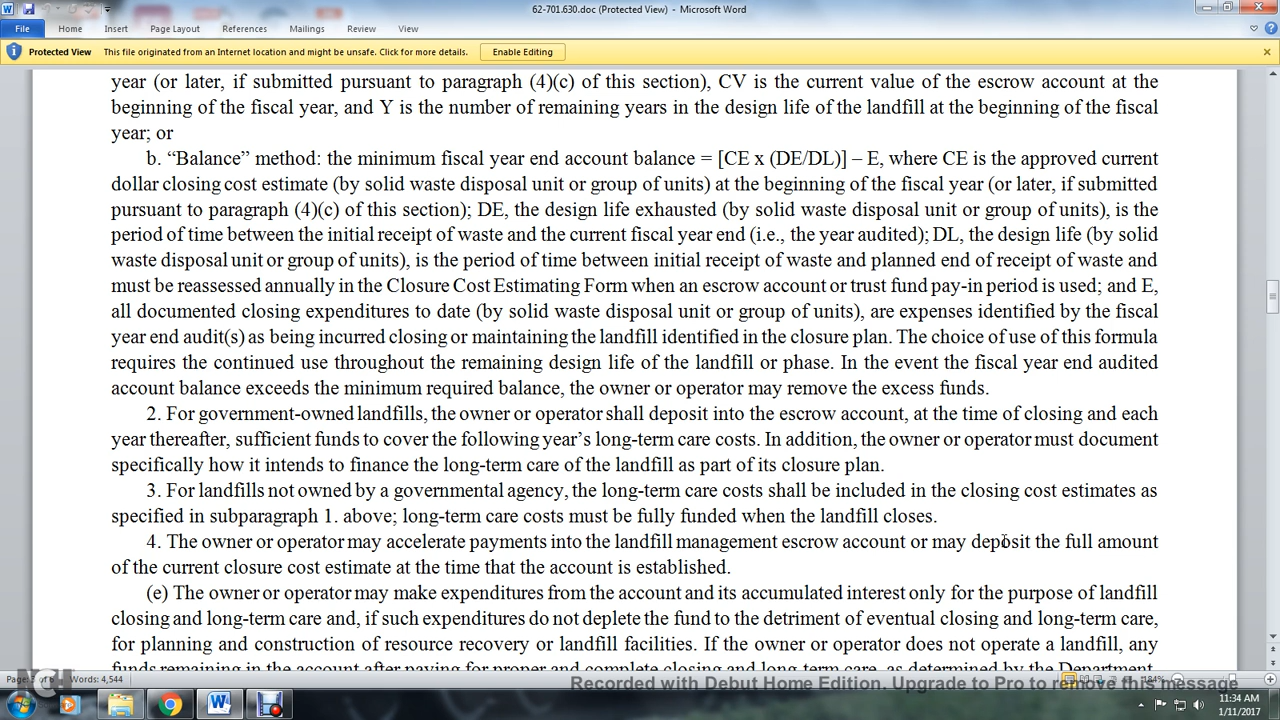 62-701.630.doc (Protected View) - Microsoft Word
File Home Insert Page Layout References Mailings Review View
Protected View This file originated from an Internet location and might be unsafe. Click for more details. Enable Editing
year (or later, if submitted pursuant to paragraph (4)(c) of this section), CV is the current value of the escrow account at the
beginning of the fiscal year, and Y is the number of remaining years in the design life of the landfill at the beginning of the fiscal
year; or
b. “Balance” method: the minimum fiscal year end account balance = [CE x (DE/DL)] – E, where CE is the approved current
dollar closing cost estimate (by solid waste disposal unit or group of units) at the beginning of the fiscal year (or later, if submitted
pursuant to paragraph (4)(c) of this section); DE, the design life exhausted (by solid waste disposal unit or group of units), is the
period of time between the initial receipt of waste and the current fiscal year end (i.e., the year audited); DL, the design life (by solid
waste disposal unit or group of units), is the period of time between initial receipt of waste and planned end of receipt of waste and
must be reassessed annually in the Closure Cost Estimating Form when an escrow account or trust fund pay-in period is used; and E,
all documented closing expenditures to date (by solid waste disposal unit or group of units), are expenses identified by the fiscal
year end audit(s) as being incurred closing or maintaining the landfill identified in the closure plan. The choice of use of this formula
requires the continued use throughout the remaining design life of the landfill or phase. In the event the fiscal year end audited
account balance exceeds the minimum required balance, the owner or operator may remove the excess funds.
2. For government-owned landfills, the owner or operator shall deposit into the escrow account, at the time of closing and each
year thereafter, sufficient funds to cover the following year’s long-term care costs. In addition, the owner or operator must document
specifically how it intends to finance the long-term care of the landfill as part of its closure plan.
3. For landfills not owned by a governmental agency, the long-term care costs shall be included in the closing cost estimates as
specified in subparagraph 1. above; long-term care costs must be fully funded when the landfill closes.
4. The owner or operator may accelerate payments into the landfill management escrow account or may deposit the full amount
of the current closure cost estimate at the time that the account is established.
(e) The owner or operator may make expenditures from the account and its accumulated interest only for the purpose of landfill
closing and long-term care and, if such expenditures do not deplete the fund to the detriment of eventual closing and long-term care,
for planning and construction of resource recovery or landfill facilities. If the owner or operator does not operate a landfill, any
funds remaining in the account after paying for proper and complete closing and long-term care, as determined by the Department,
Page: 5 of 6 Words: 4,544 184%
NCH
Recorded with Debut Home Edition. Upgrade to Pro to remove this message
11:34 AM
1/11/2017